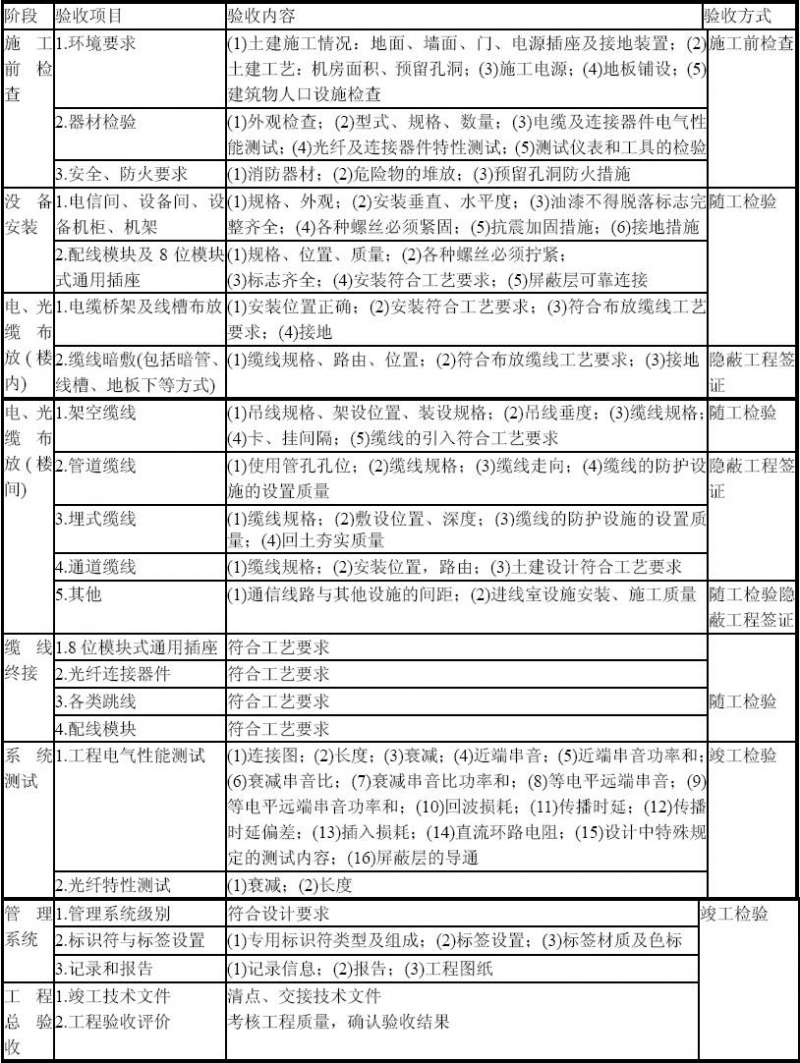 阶段 验收项目 验收内容 验收方式
施工前检查 1.环境要求 (1)土建施工情况：地面、墙面、门、电源插座及接地装置；(2) 施工前检查
土建工艺：机房面积、预留孔洞；(3)施工电源；(4)地板铺设；(5)
建筑物人口设施检查
2.器材检验 (1)外观检查；(2)型式、规格、数量；(3)电缆及连接器件电气性
能测试；(4)光纤及连接器件特性测试；(5)测试仪表和工具的检验
3.安全、防火要求 (1)消防器材；(2)危险物的堆放；(3)预留孔洞防火措施
设备 1.电信间、设备间、设 (1)规格、外观；(2)安装垂直、水平度；(3)油漆不得脱落标志完 随工检验
安装 备机柜、机架 整齐全；(4)各种螺丝必须紧固；(5)抗震加固措施；(6)接地措施
2.配线模块及 8 位模块 (1)规格、位置、质量；(2)各种螺丝必须拧紧；
式通用插座 (3)标志齐全；(4)安装符合工艺要求；(5)屏蔽层可靠连接
电、光 1.电缆桥架及线槽布放 (1)安装位置正确；(2)安装符合工艺要求；(3)符合布放缆线工艺
缆布 要求；(4)接地
放(楼 2.缆线暗敷(包括暗管、 (1)缆线规格、路由、位置；(2)符合布放缆线工艺要求；(3)接地 隐蔽工程签
内) 线槽、地板下等方式) 证
电、光 1.架空缆线 (1)吊线规格、架设位置、装设规格；(2)吊线垂度；(3)缆线规格； 随工检验
缆布 (4)卡、挂间隔；(5)缆线的引入符合工艺要求
放(楼 2.管道缆线 (1)使用管孔孔位；(2)缆线规格；(3)缆线走向；(4)缆线的防护设 隐蔽工程签
间) 施的设置质量 证
3.埋式缆线 (1)缆线规格；(2)敷设位置、深度；(3)缆线的防护设施的设置质
量；(4)回土夯实质量
4.通道缆线 (1)缆线规格；(2)安装位置，路由；(3)土建设计符合工艺要求
5.其他 (1)通信线路与其他设施的间距；(2)进线室设施安装、施工质量 随工检验隐
蔽工程签证
缆线 1.8 位模块式通用插座 符合工艺要求
终接 2.光纤连接器件 符合工艺要求
3.各类跳线 符合工艺要求 随工检验
4.配线模块 符合工艺要求
系统 1.工程电气性能测试 (1)连接图；(2)长度；(3)衰减；(4)近端串音；(5)近端串音功率和； 竣工检验
测试 (6)衰减串音比；(7)衰减串音比功率和；(8)等电平远端串音；(9)
等电平远端串音功率和；(10)回波损耗；(11)传播时延；(12)传播
时延偏差；(13)插入损耗；(14)直流环路电阻；(15)设计中特殊规
定的测试内容；(16)屏蔽层的导通
2.光纤特性测试 (1)衰减；(2)长度
管理 1.管理系统级别 符合设计要求 竣工检验
系统 2.标识符与标签设置 (1)专用标识符类型及组成；(2)标签设置；(3)标签材质及色标
3.记录和报告 (1)记录信息；(2)报告；(3)工程图纸
工程 1.竣工技术文件 清点、交接技术文件
总验 2.工程验收评价 考核工程质量，确认验收结果
收